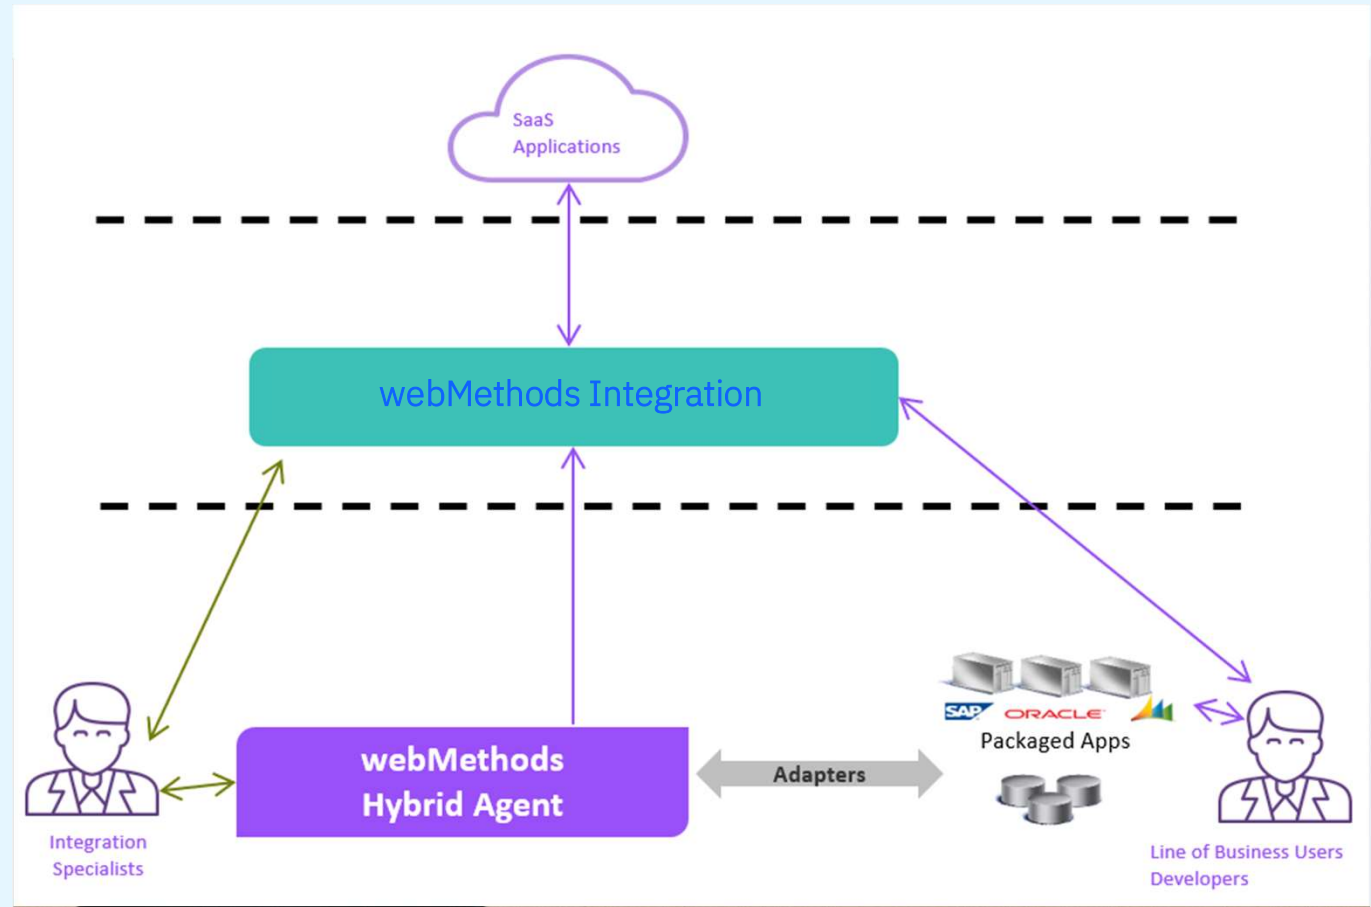 SaaS
Applications
webMethods Integration
SAP
ORACLE
Packaged Apps
webMethods
Hybrid Agent
Adapters
Integration
Specialists
Line of Business Users
Developers